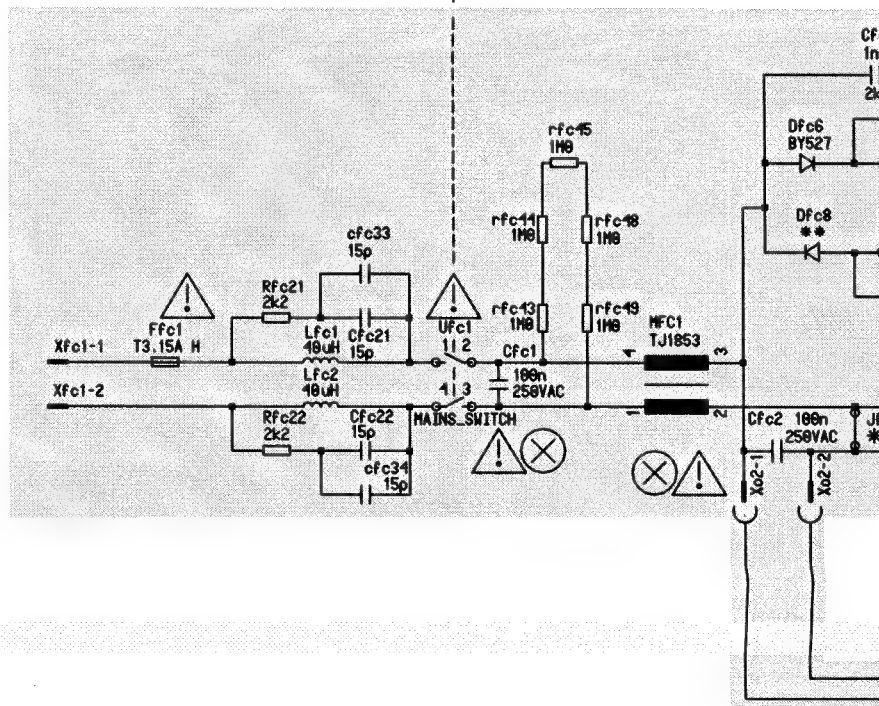 Cf
1n
2k
Dfc6
BY527
rfc45
1M0
Dfc8
**
rfc44
1M0
rfc48
1M0
cfc33
15p
Rfc21
2k2
rfc43
1M0
rfc49
1M0
Ffc1
T3.15A H
Lfc1
40uH
Cfc21
15p
Ufc1
1 2
Cfc1
100n
250VAC
MFC1
TJ1853
4
3
Xfc1-1
Xfc1-2
Lfc2
40uH
4 3
MAINS_SWITCH
1
2
Rfc22
2k2
Cfc22
15p
cfc34
15p
Cfc2 100n
250VAC
J
*
Xo2-1
Xo2-2